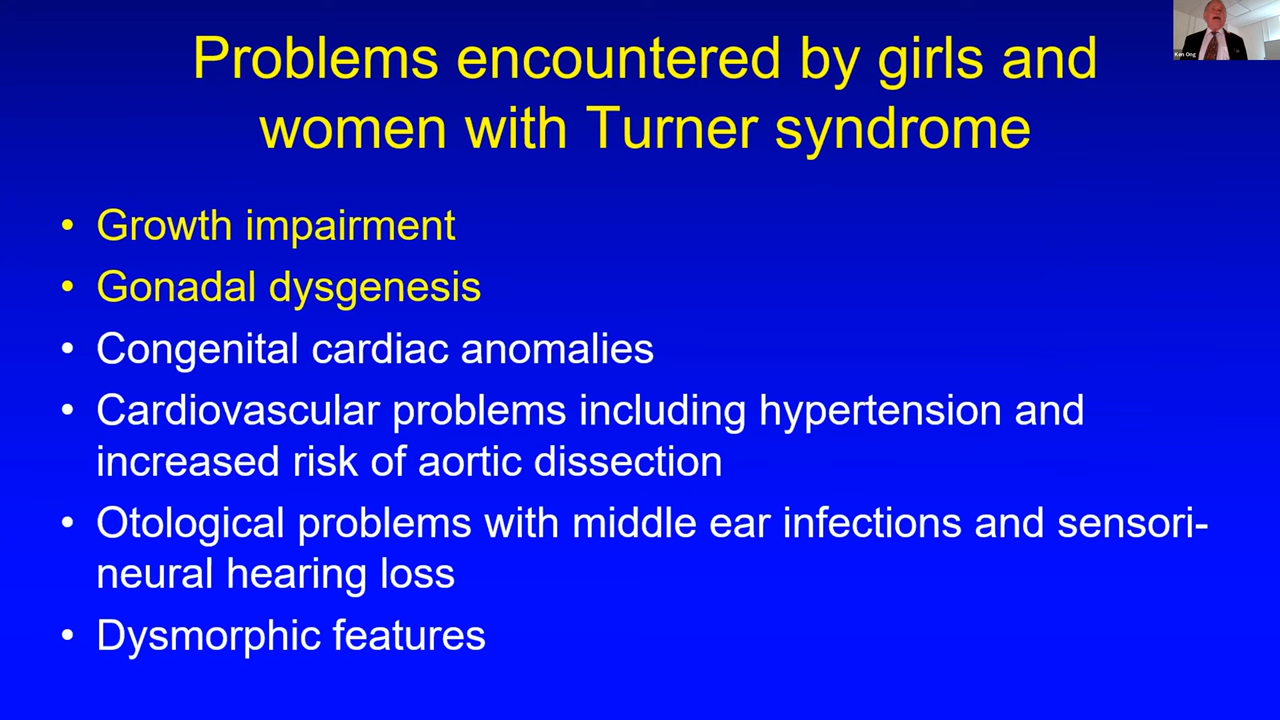 Problems encountered by girls and
women with Turner syndrome
• Growth impairment
• Gonadal dysgenesis
• Congenital cardiac anomalies
• Cardiovascular problems including hypertension and
increased risk of aortic dissection
• Otological problems with middle ear infections and sensori-
neural hearing loss
• Dysmorphic features
Ken Ong